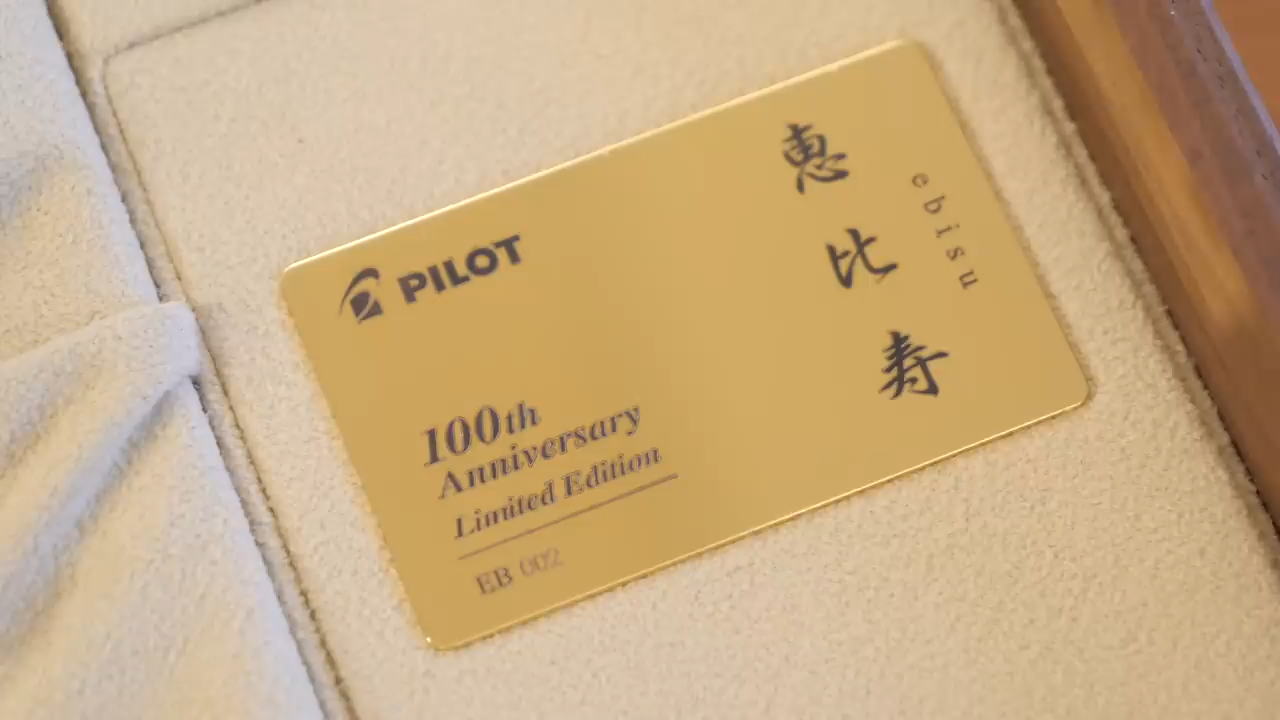 PILOT
100th
Anniversary
Limited Edition
EB 002
恵比寿
ebisu